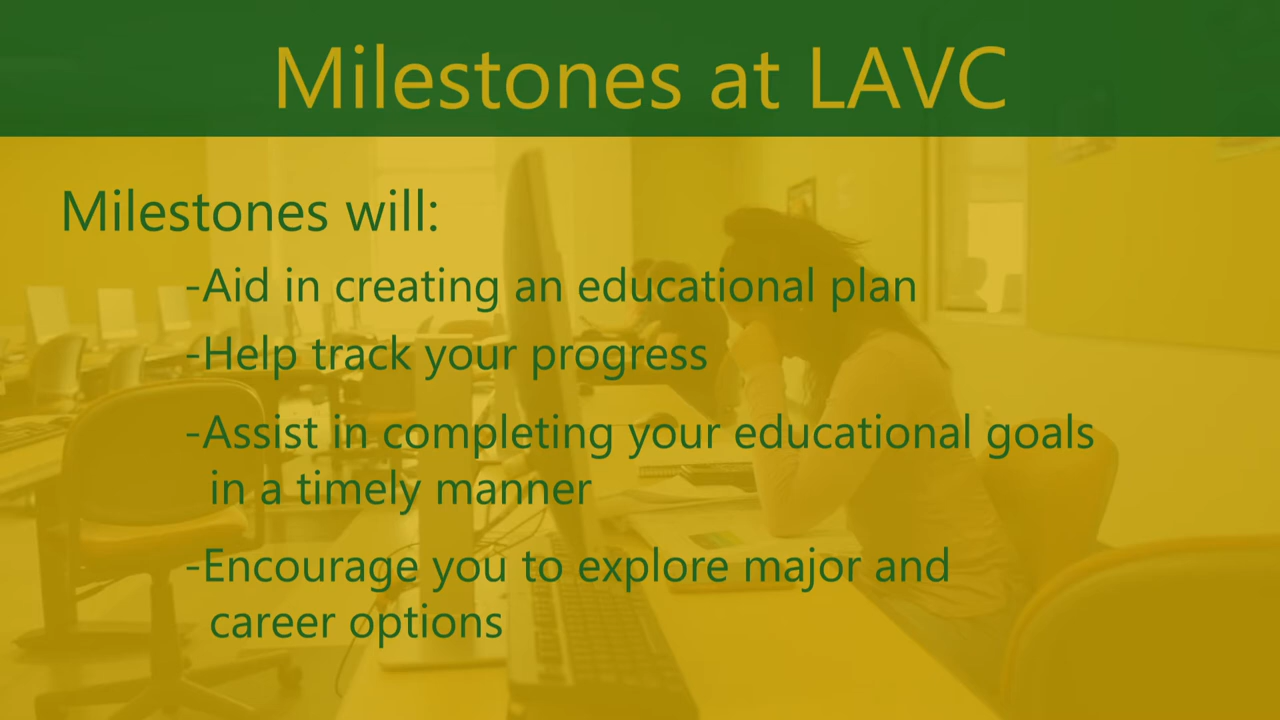 Milestones at LAVC
Milestones will:
-Aid in creating an educational plan
-Help track your progress
-Assist in completing your educational goals
in a timely manner
-Encourage you to explore major and
career options